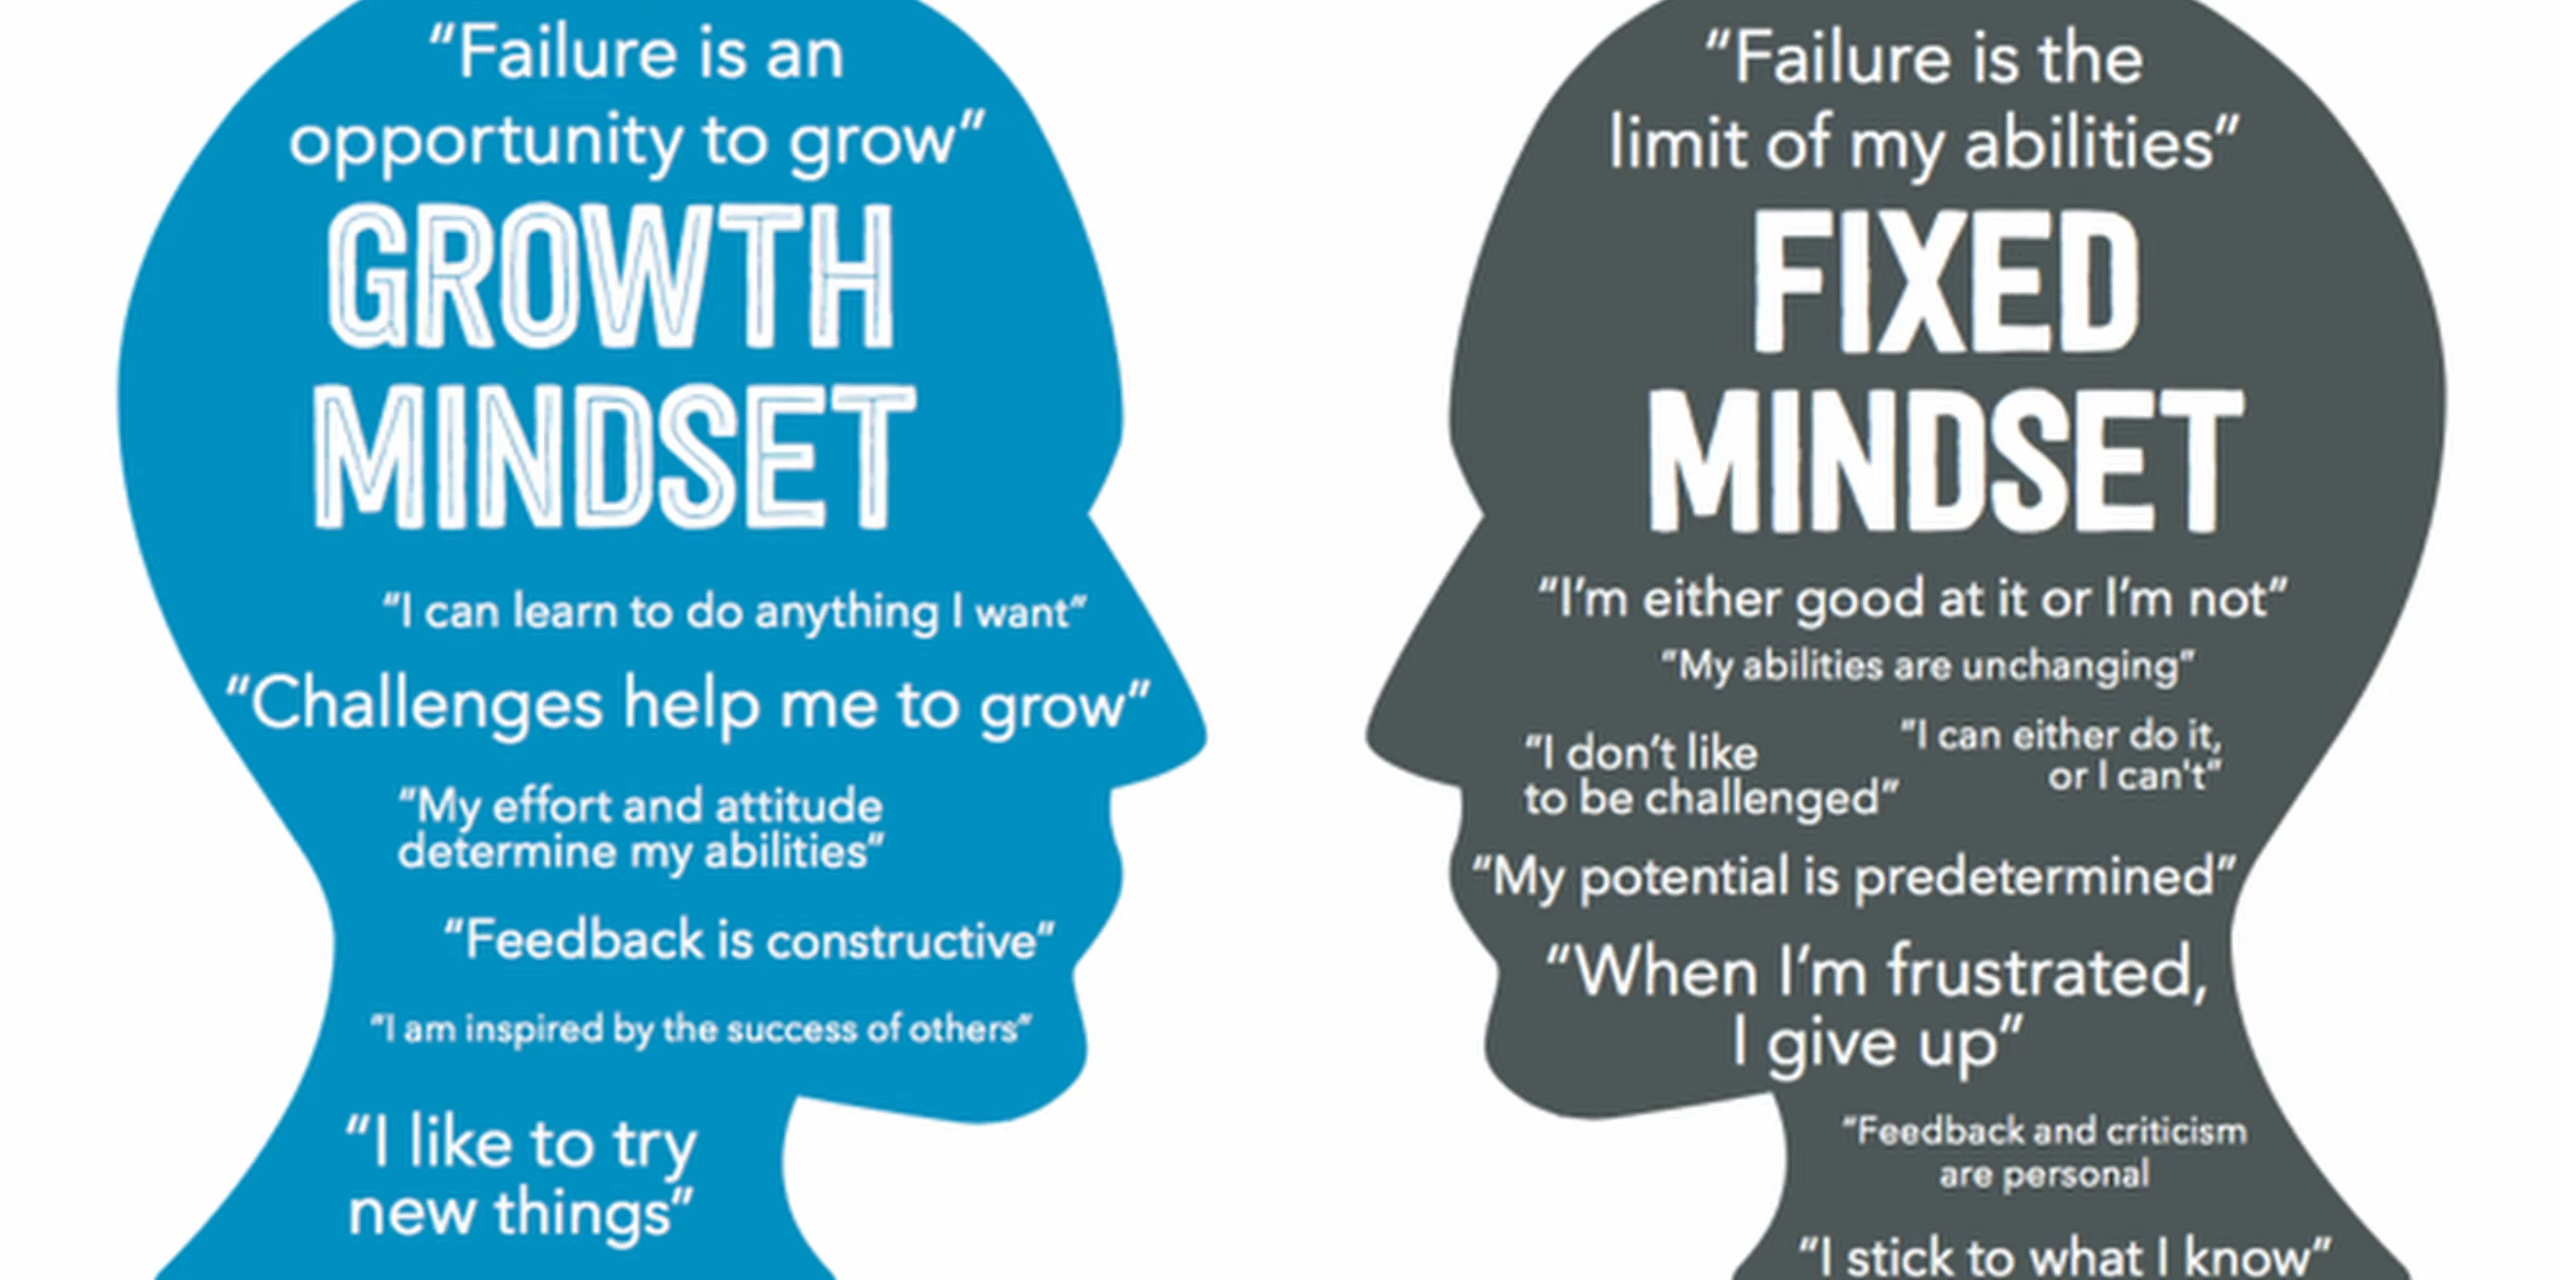 “Failure is an
opportunity to grow”
GROWTH
MINDSET
“I can learn to do anything I want”
“Challenges help me to grow”
“My effort and attitude
determine my abilities”
“Feedback is constructive”
“I am inspired by the success of others”
“I like to try
new things”
“Failure is the
limit of my abilities”
FIXED
MINDSET
“I’m either good at it or I’m not”
“My abilities are unchanging”
“I don’t like
to be challenged”
“I can either do it,
or I can't”
“My potential is predetermined”
“When I’m frustrated,
I give up”
“Feedback and criticism
are personal
“I stick to what I know”